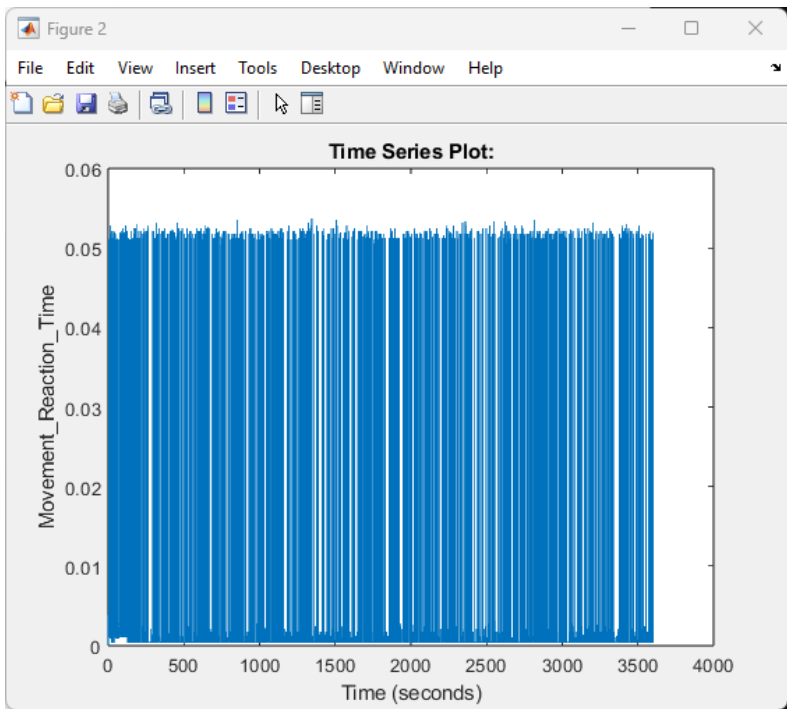 Figure 2
File Edit View Insert Tools Desktop Window Help
Time Series Plot:
0.06
0.05
0.04
0.03
0.02
0.01
0
Movement_Reaction_Time
0 500 1000 1500 2000 2500 3000 3500 4000
Time (seconds)